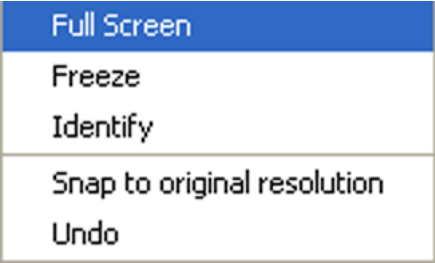 Full Screen
Freeze
Identify
Snap to original resolution
Undo